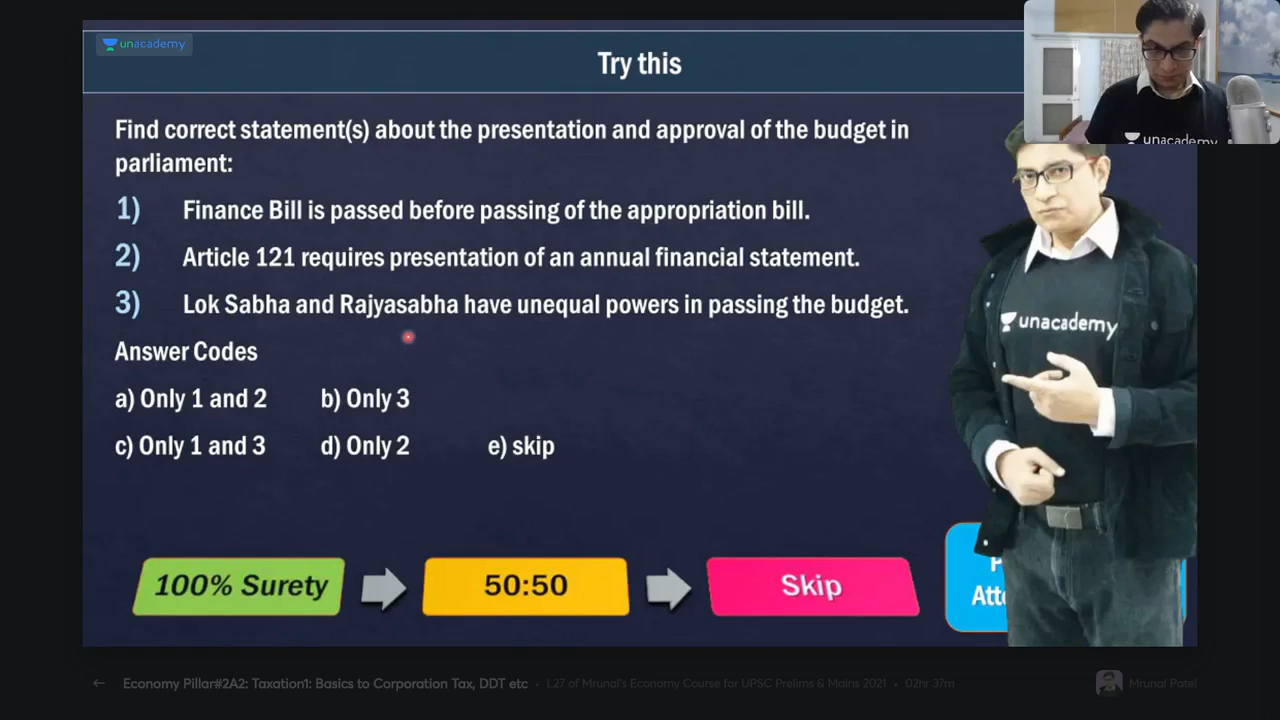 unacademy
Try this
unacademy
Find correct statement(s) about the presentation and approval of the budget in
parliament:
1) Finance Bill is passed before passing of the appropriation bill.
2) Article 121 requires presentation of an annual financial statement.
3) Lok Sabha and Rajyasabha have unequal powers in passing the budget.
unacademy
Answer Codes
a) Only 1 and 2 b) Only 3
c) Only 1 and 3 d) Only 2 e) skip
100% Surety 50:50 Skip
← Economy Pillar#2A2: Taxation1: Basics to Corporation Tax, DDT etc • L27 of Mrunal's Economy Course for UPSC Prelims & Mains 2021 • 02hr 37m Mrunal Patel